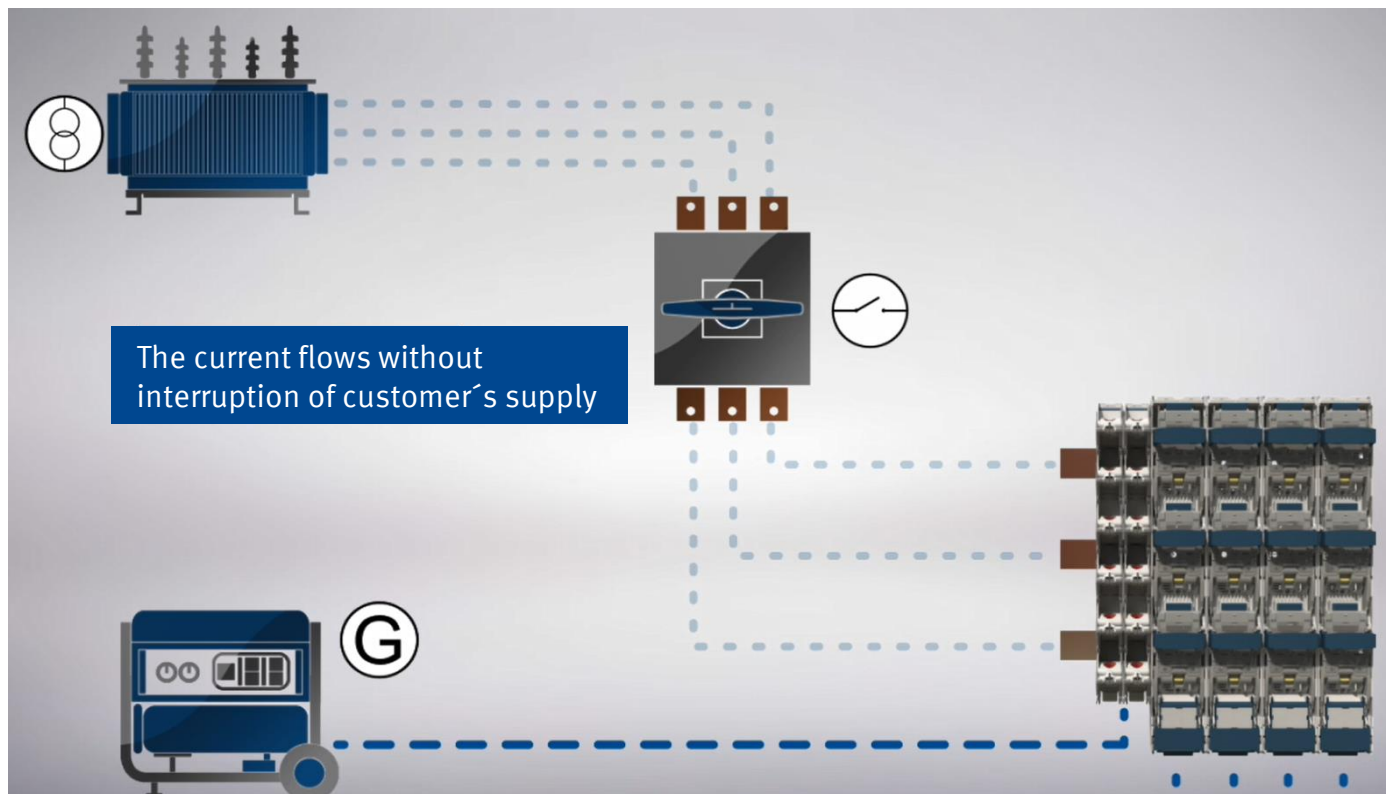 The current flows without
interruption of customer´s supply
G